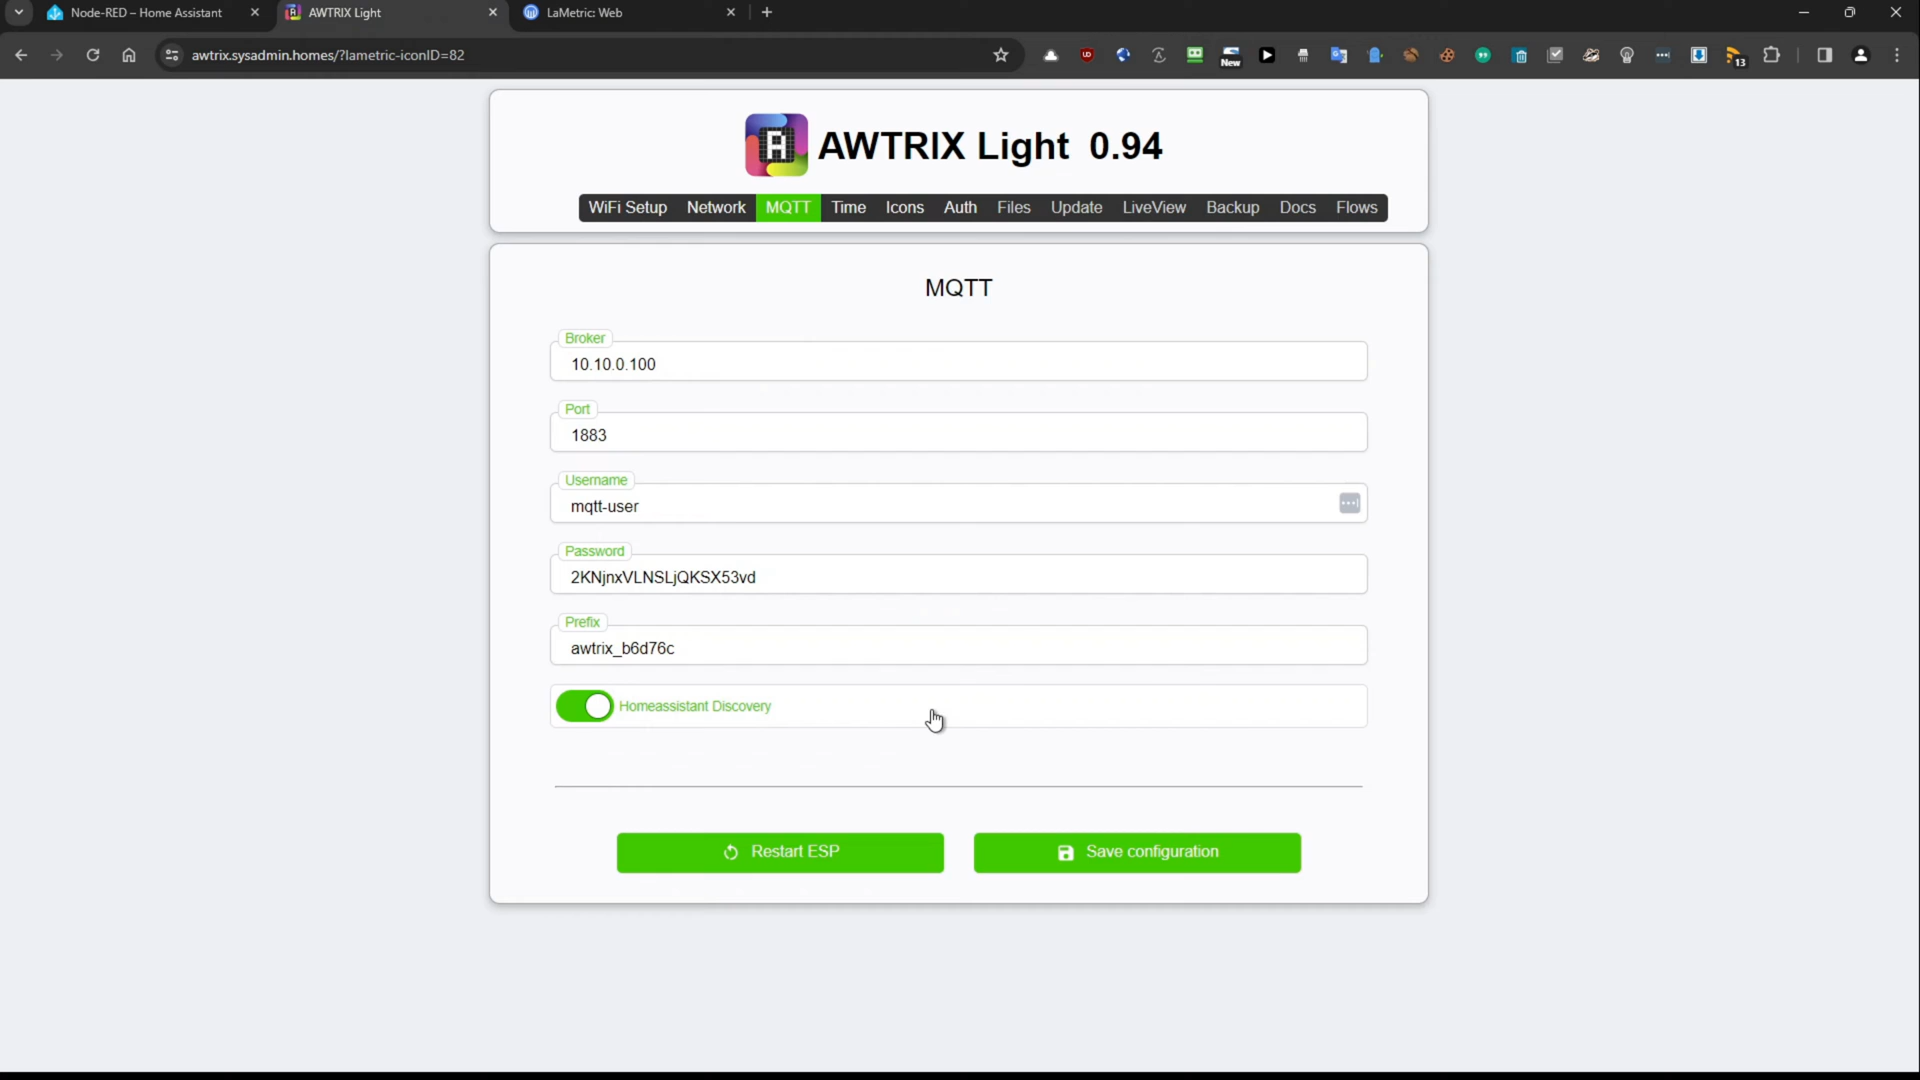 Node-RED – Home Assistant
AWTRIX Light
LaMetric: Web
awtrix.sysadmin.homes/?lametric-iconID=82
New
13
AWTRIX Light 0.94
WiFi Setup Network MQTT Time Icons Auth Files Update LiveView Backup Docs Flows
MQTT
Broker
10.10.0.100
Port
1883
Username
mqtt-user
Password
2KNjnxVLNSLjQKSX53vd
Prefix
awtrix_b6d76c
Homeassistant Discovery
Restart ESP
Save configuration